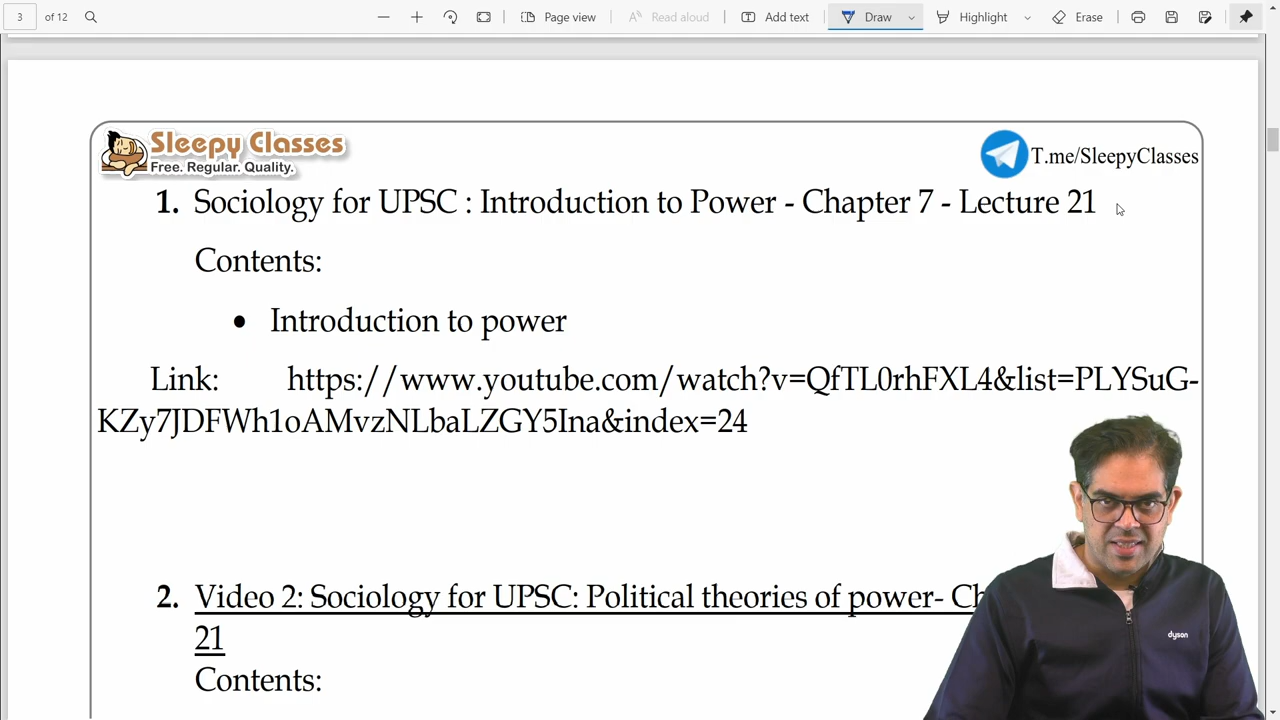 3 of 12 Page view Read aloud Add text Draw Highlight Erase
Sleepy Classes
Free. Regular. Quality.
T.me/SleepyClasses
1. Sociology for UPSC : Introduction to Power - Chapter 7 - Lecture 21
Contents:
• Introduction to power
Link: https://www.youtube.com/watch?v=QfTL0rhFXL4&list=PLYSuG-
KZy7JDFWh1oAMvzNLbaLZGY5Ina&index=24
2. Video 2: Sociology for UPSC: Political theories of power- Ch
21
Contents:
dyson